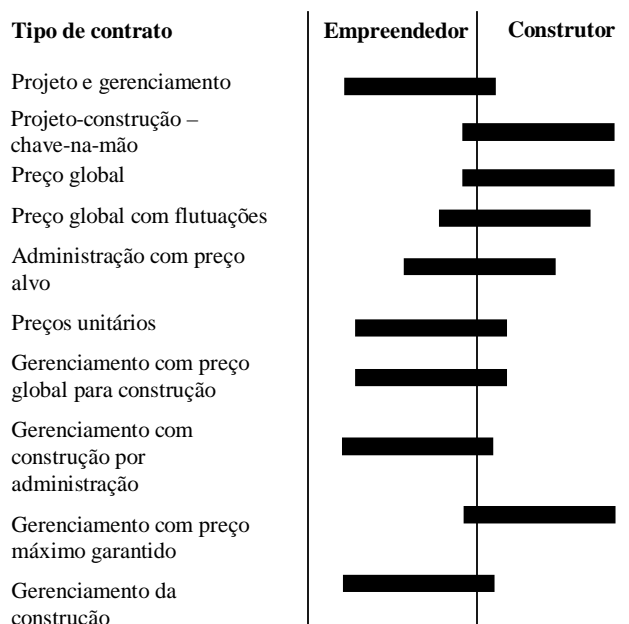 Tipo de contrato Empreendedor Construtor
Projeto e gerenciamento
Projeto-construção –
chave-na-mão
Preço global
Preço global com flutuações
Administração com preço
alvo
Preços unitários
Gerenciamento com preço
global para construção
Gerenciamento com
construção por
administração
Gerenciamento com preço
máximo garantido
Gerenciamento da
construção